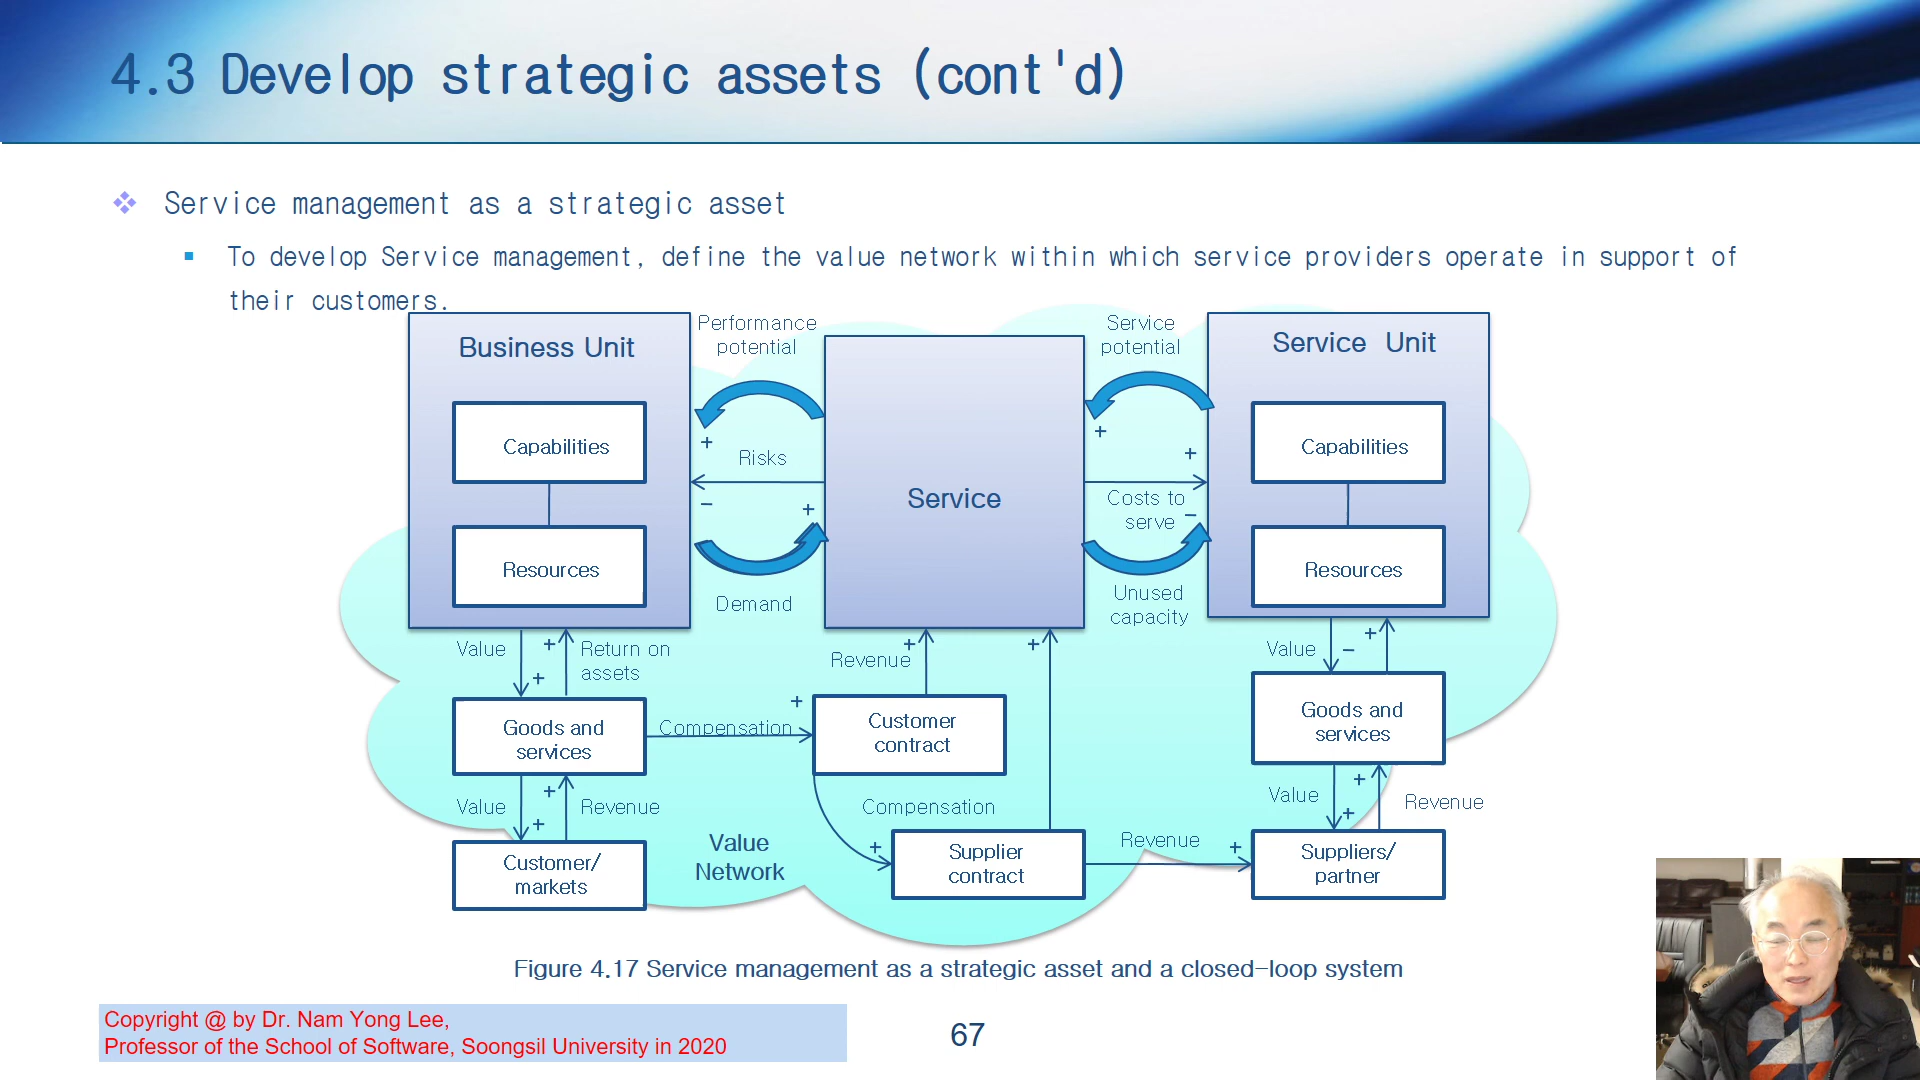 4.3 Develop strategic assets (cont'd)
Service management as a strategic asset
To develop Service management, define the value network within which service providers operate in support of
their customers.
Business Unit
Capabilities
Resources
Performance
potential
+
Risks
−
+
Demand
Service
Service
potential
+
+
Costs to
serve
−
Unused
capacity
Service Unit
Capabilities
Resources
Value
+
+
Return on
assets
Goods and
services
Compensation
+
Customer
contract
Revenue
+
+
Value
−
+
Goods and
services
Value
+
+
Revenue
Customer/
markets
Value
Network
Compensation
+
Supplier
contract
Revenue
+
Value
+
+
Revenue
Suppliers/
partner
Figure 4.17 Service management as a strategic asset and a closed-loop system
Copyright @ by Dr. Nam Yong Lee,
Professor of the School of Software, Soongsil University in 2020
67